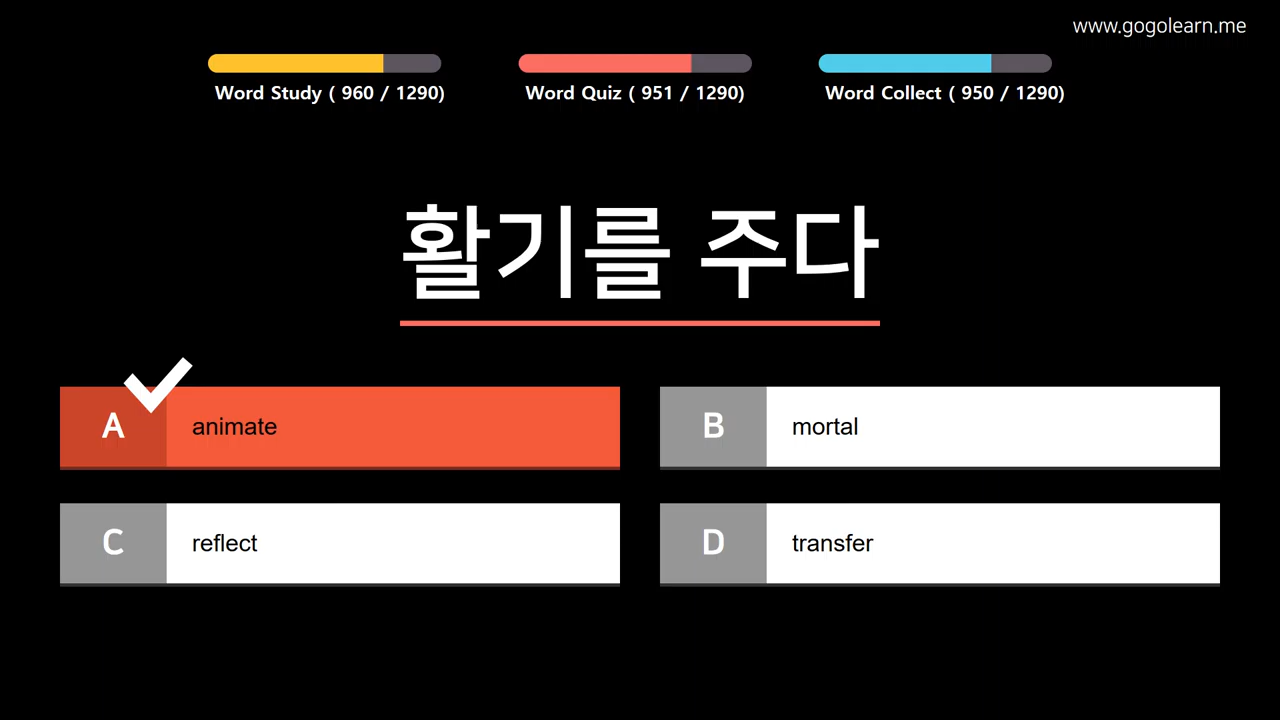 www.gogolearn.me
Word Study ( 960 / 1290)
Word Quiz ( 951 / 1290)
Word Collect ( 950 / 1290)
활기를 주다
A animate
B mortal
C reflect
D transfer